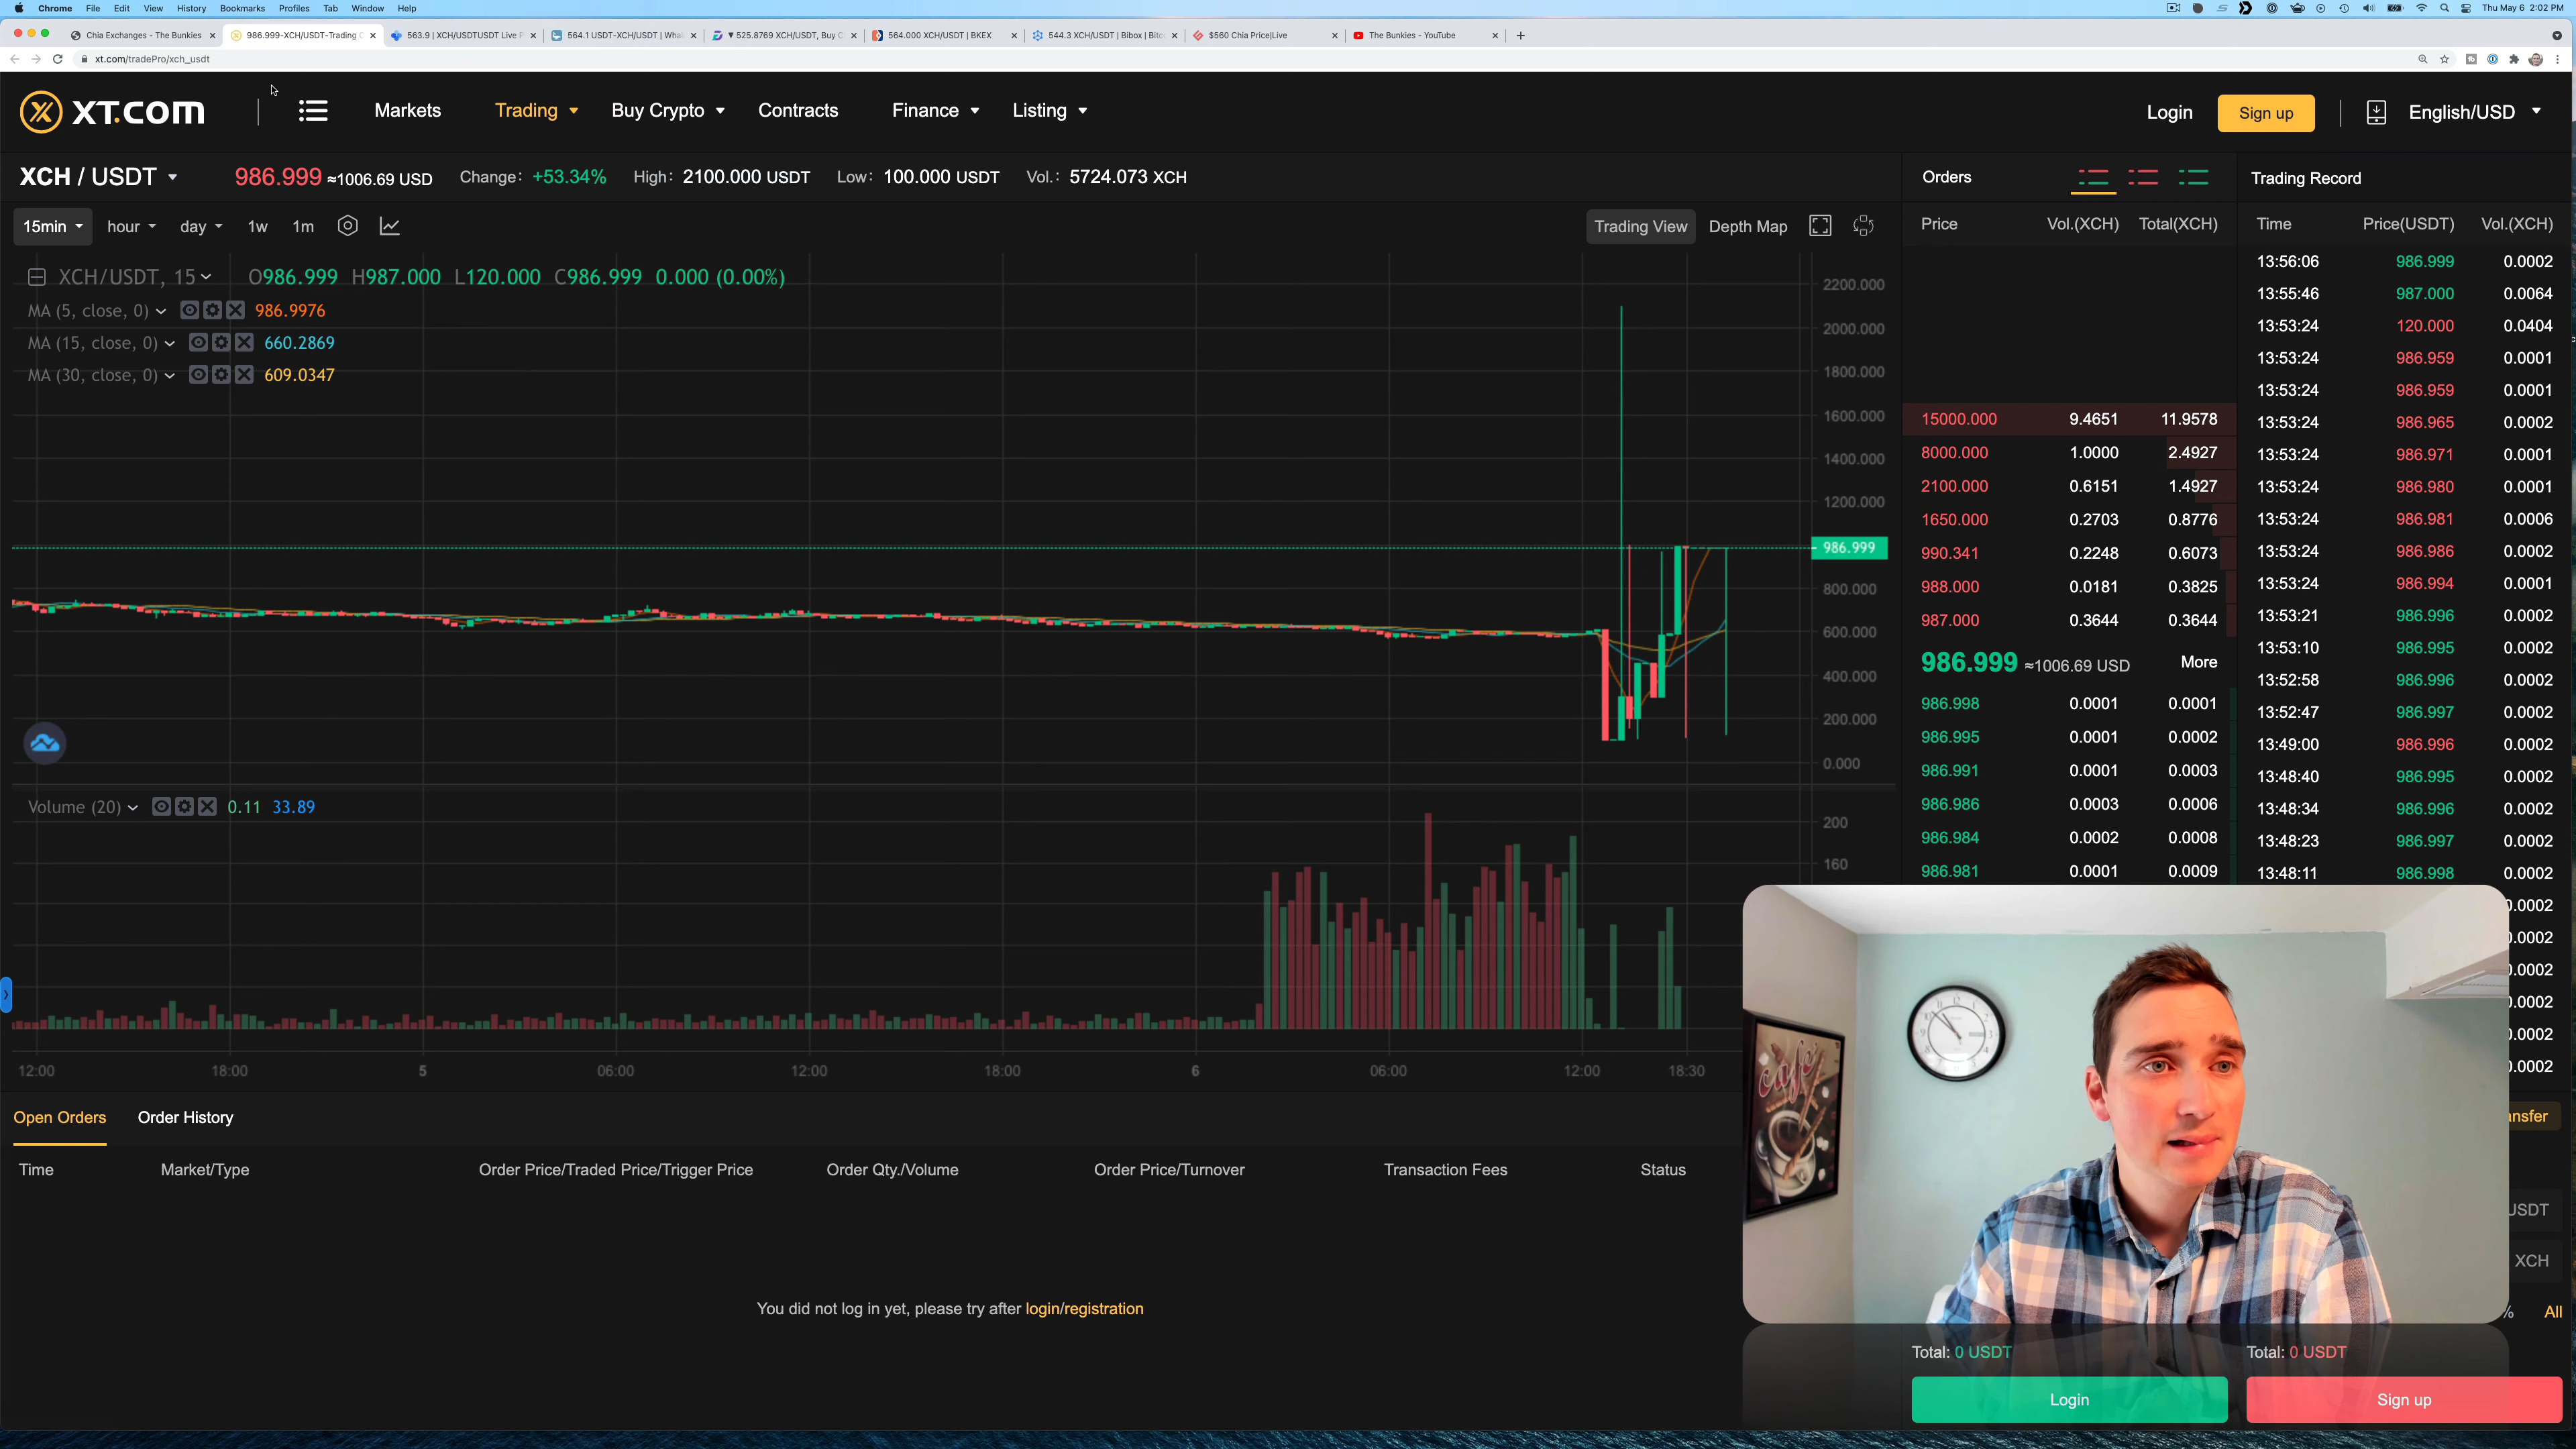 Chrome File Edit View History Bookmarks Profiles Tab Window Help Thu May 6 2:02 PM
Chia Exchanges - The Bunkies 986.999-XCH/USDT-Trading 563.9 | XCH/USDTUSDT Live P 564.1 USDT-XCH/USDT | Whal ▼525.8769 XCH/USDT, Buy C 564.000 XCH/USDT | BKEX 544.3 XCH/USDT | Bibox | Bitc $560 Chia Price|Live The Bunkies - YouTube
xt.com/tradePro/xch_usdt
XT.COM Markets Trading Buy Crypto Contracts Finance Listing Login Sign up English/USD
XCH / USDT 986.999 ≈1006.69 USD Change: +53.34% High: 2100.000 USDT Low: 100.000 USDT Vol.: 5724.073 XCH
Orders Trading Record
15min hour day 1w 1m Trading View Depth Map
Price Vol.(XCH) Total(XCH) Time Price(USDT) Vol.(XCH)
XCH/USDT, 15 O986.999 H987.000 L120.000 C986.999 0.000 (0.00%)
MA (5, close, 0) 986.9976
MA (15, close, 0) 660.2869
MA (30, close, 0) 609.0347
2200.000
2000.000
1800.000
1600.000
1400.000
1200.000
986.999
800.000
600.000
400.000
200.000
0.000
Volume (20) 0.11 33.89
200
160
12:00 18:00 5 06:00 12:00 18:00 6 06:00 12:00 18:30
15000.000 9.4651 11.9578
8000.000 1.0000 2.4927
2100.000 0.6151 1.4927
1650.000 0.2703 0.8776
990.341 0.2248 0.6073
988.000 0.0181 0.3825
987.000 0.3644 0.3644
986.999 ≈1006.69 USD More
986.998 0.0001 0.0001
986.995 0.0001 0.0002
986.991 0.0001 0.0003
986.986 0.0003 0.0006
986.984 0.0002 0.0008
986.981 0.0001 0.0009
13:56:06 986.999 0.0002
13:55:46 987.000 0.0064
13:53:24 120.000 0.0404
13:53:24 986.959 0.0001
13:53:24 986.959 0.0001
13:53:24 986.965 0.0002
13:53:24 986.971 0.0001
13:53:24 986.980 0.0001
13:53:24 986.981 0.0006
13:53:24 986.986 0.0002
13:53:24 986.994 0.0001
13:53:21 986.996 0.0002
13:53:10 986.995 0.0002
13:52:58 986.996 0.0002
13:52:47 986.997 0.0002
13:49:00 986.996 0.0002
13:48:40 986.995 0.0002
13:48:34 986.996 0.0002
13:48:23 986.997 0.0002
13:48:11 986.998 0.0002
0.0002
0.0002
0.0002
0.0002
0.0002
0.0002
café
Open Orders Order History
nsfer
Time Market/Type Order Price/Traded Price/Trigger Price Order Qty./Volume Order Price/Turnover Transaction Fees Status
USDT
XCH
You did not log in yet, please try after login/registration
% All
Total: 0 USDT Total: 0 USDT
Login Sign up